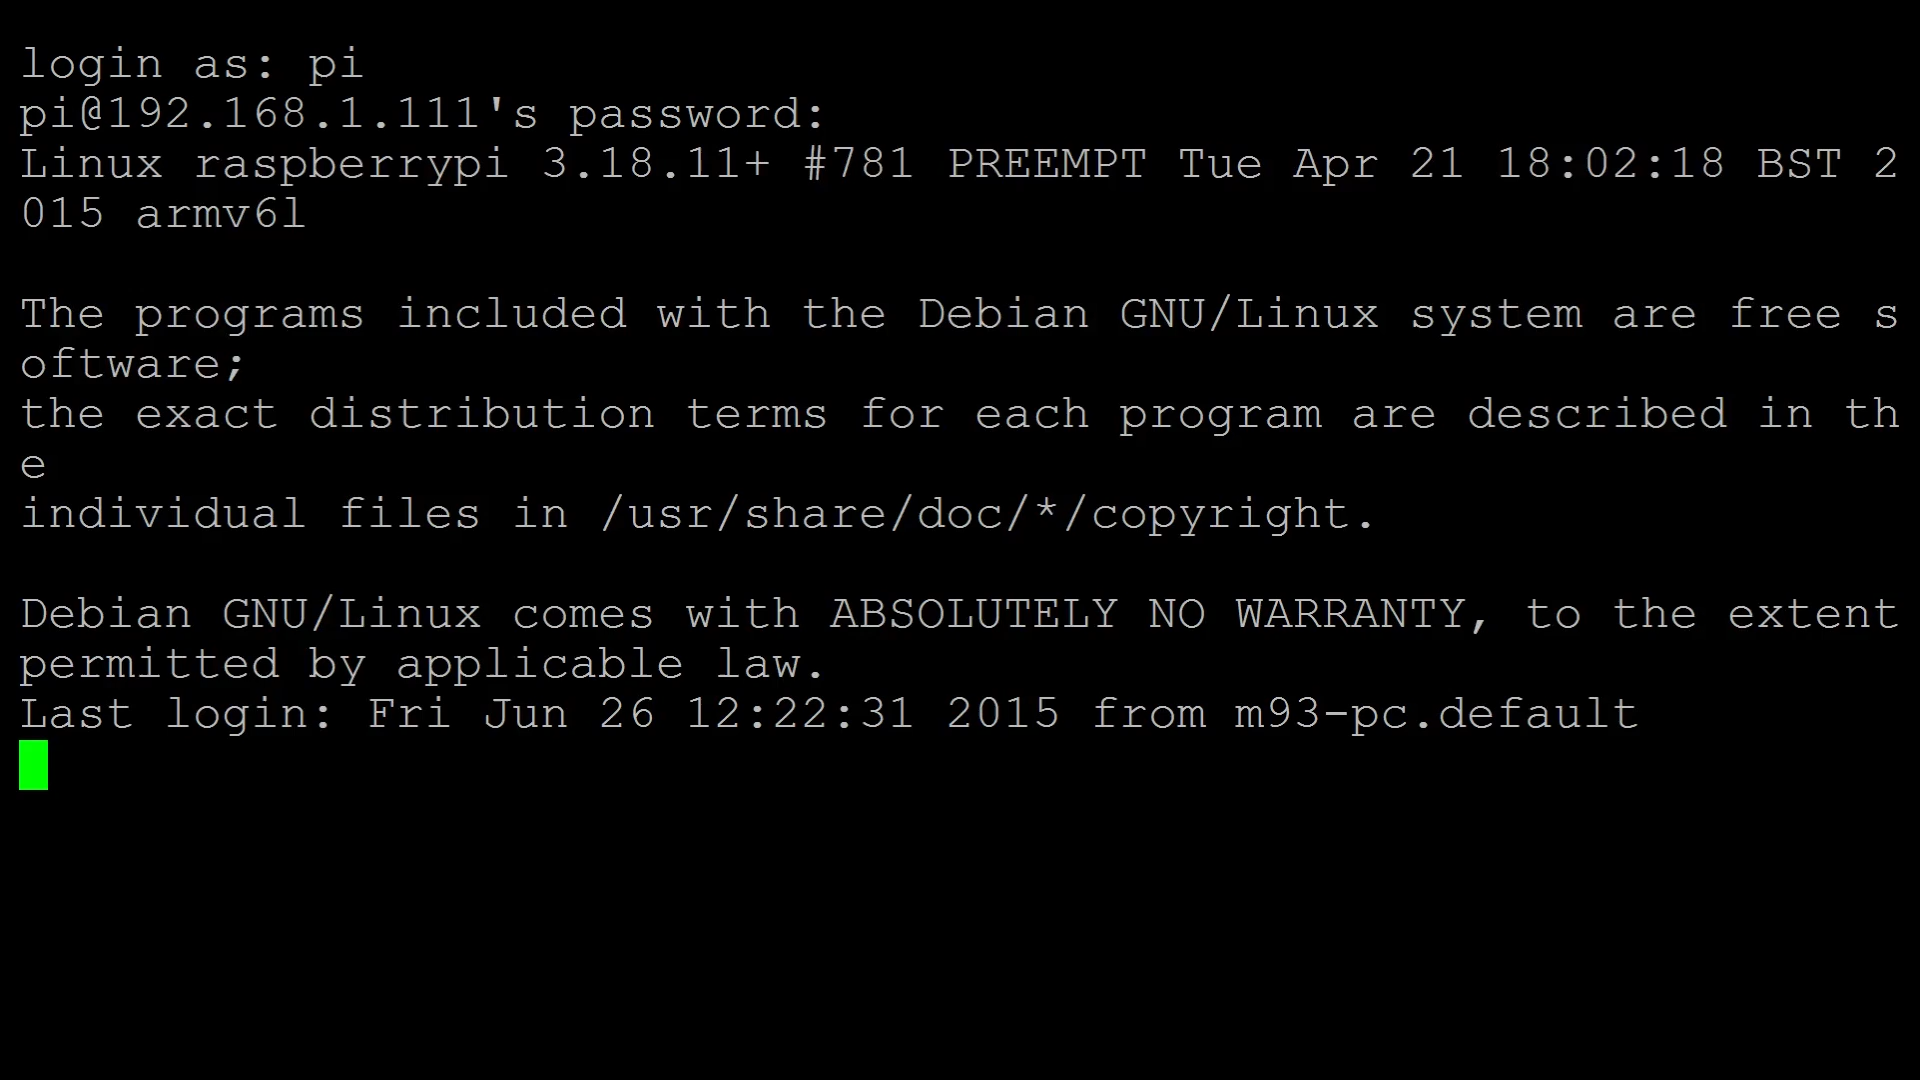 login as: pi
pi@192.168.1.111's password:
Linux raspberrypi 3.18.11+ #781 PREEMPT Tue Apr 21 18:02:18 BST 2
015 armv6l
The programs included with the Debian GNU/Linux system are free s
oftware;
the exact distribution terms for each program are described in th
e
individual files in /usr/share/doc/*/copyright.
Debian GNU/Linux comes with ABSOLUTELY NO WARRANTY, to the extent
permitted by applicable law.
Last login: Fri Jun 26 12:22:31 2015 from m93-pc.default